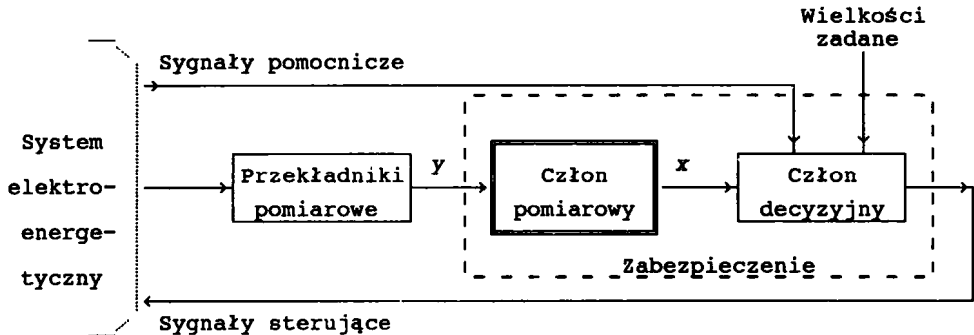 Wielkości
zadane
Sygnały pomocnicze
System
elektro-
energe-
tyczny
Przekładniki
pomiarowe
y
Człon
pomiarowy
x
Człon
decyzyjny
Zabezpieczenie
Sygnały sterujące